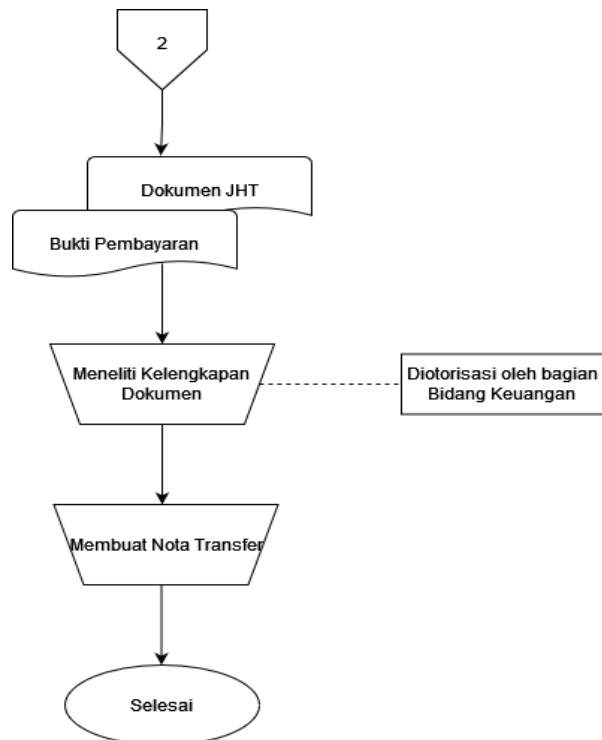 2
Dokumen JHT
Bukti Pembayaran
Meneliti Kelengkapan
Dokumen
Diotorisasi oleh bagian
Bidang Keuangan
Membuat Nota Transfer
Selesai